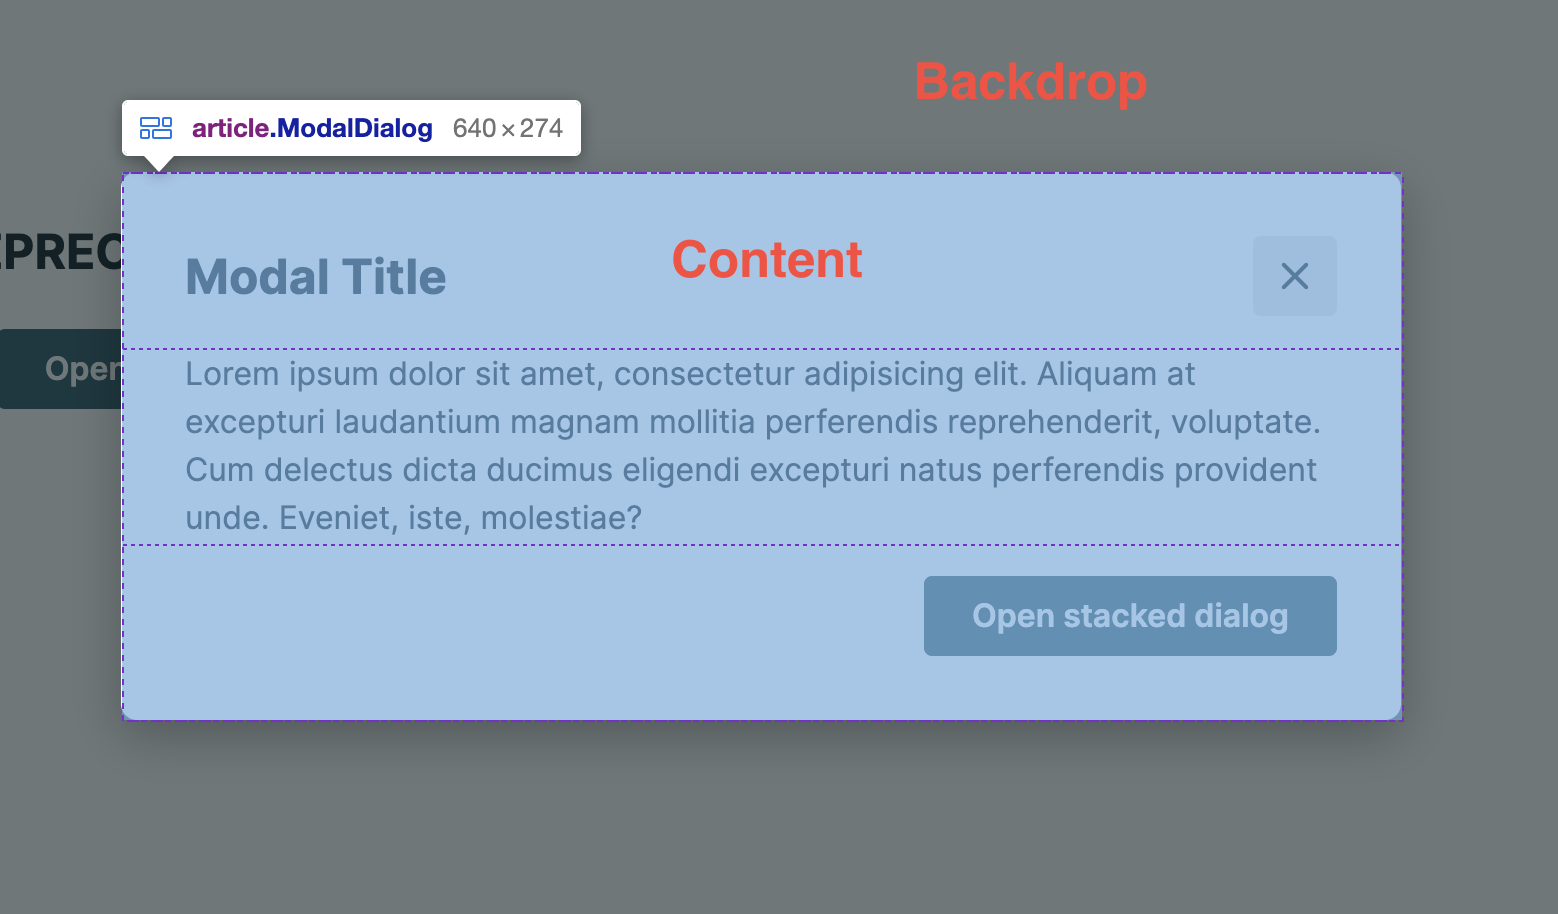 Backdrop
article.ModalDialog 640×274
Modal Title
Content
Lorem ipsum dolor sit amet, consectetur adipisicing elit. Aliquam at
excepturi laudantium magnam mollitia perferendis reprehenderit, voluptate.
Cum delectus dicta ducimus eligendi excepturi natus perferendis provident
unde. Eveniet, iste, molestiae?
Open stacked dialog